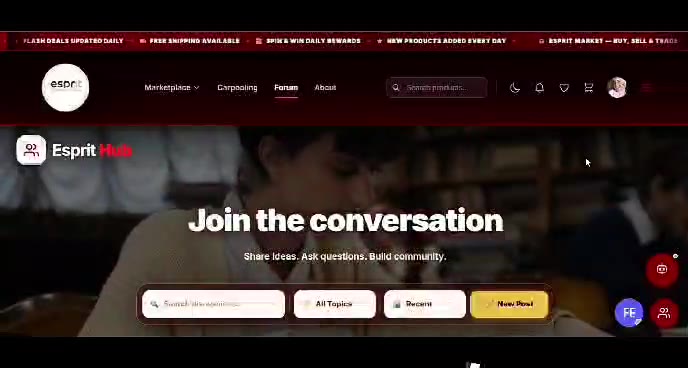 FLASH DEALS UPDATED DAILY FREE SHIPPING AVAILABLE SPIN & WIN DAILY REWARDS NEW PRODUCTS ADDED EVERY DAY ESPRIT MARKET — BUY, SELL & TRADE
esprit
Marketplace Carpooling Forum About Search products...
Esprit Hub
Join the conversation
Share ideas. Ask questions. Build community.
All Topics Recent New Post
FE